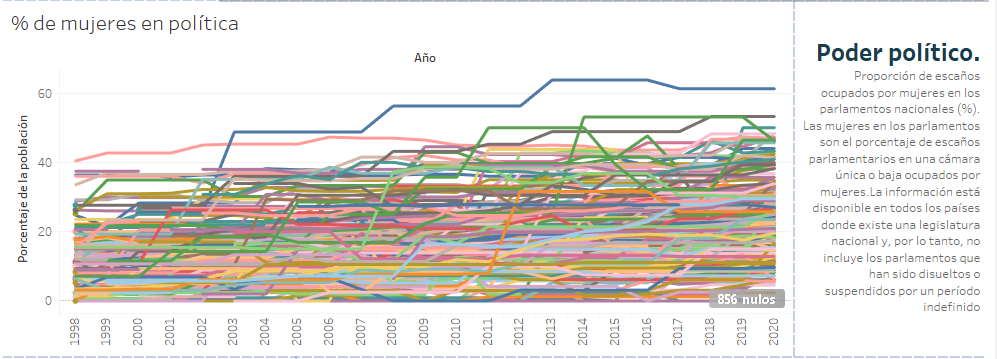 % de mujeres en política
Año
Porcentaje de la población
60
40
20
0
1998
1999
2000
2001
2002
2003
2004
2005
2006
2007
2008
2009
2010
2011
2012
2013
2014
2015
2016
2017
2018
2019
2020
856 nulos
Poder político.
Proporción de escaños
ocupados por mujeres en los
parlamentos nacionales (%).
Las mujeres en los parlamentos
son el porcentaje de escaños
parlamentarios en una cámara
única o baja ocupados por
mujeres.La información está
disponible en todos los países
donde existe una legislatura
nacional y, por lo tanto, no
incluye los parlamentos que
han sido disueltos o
suspendidos por un período
indefinido